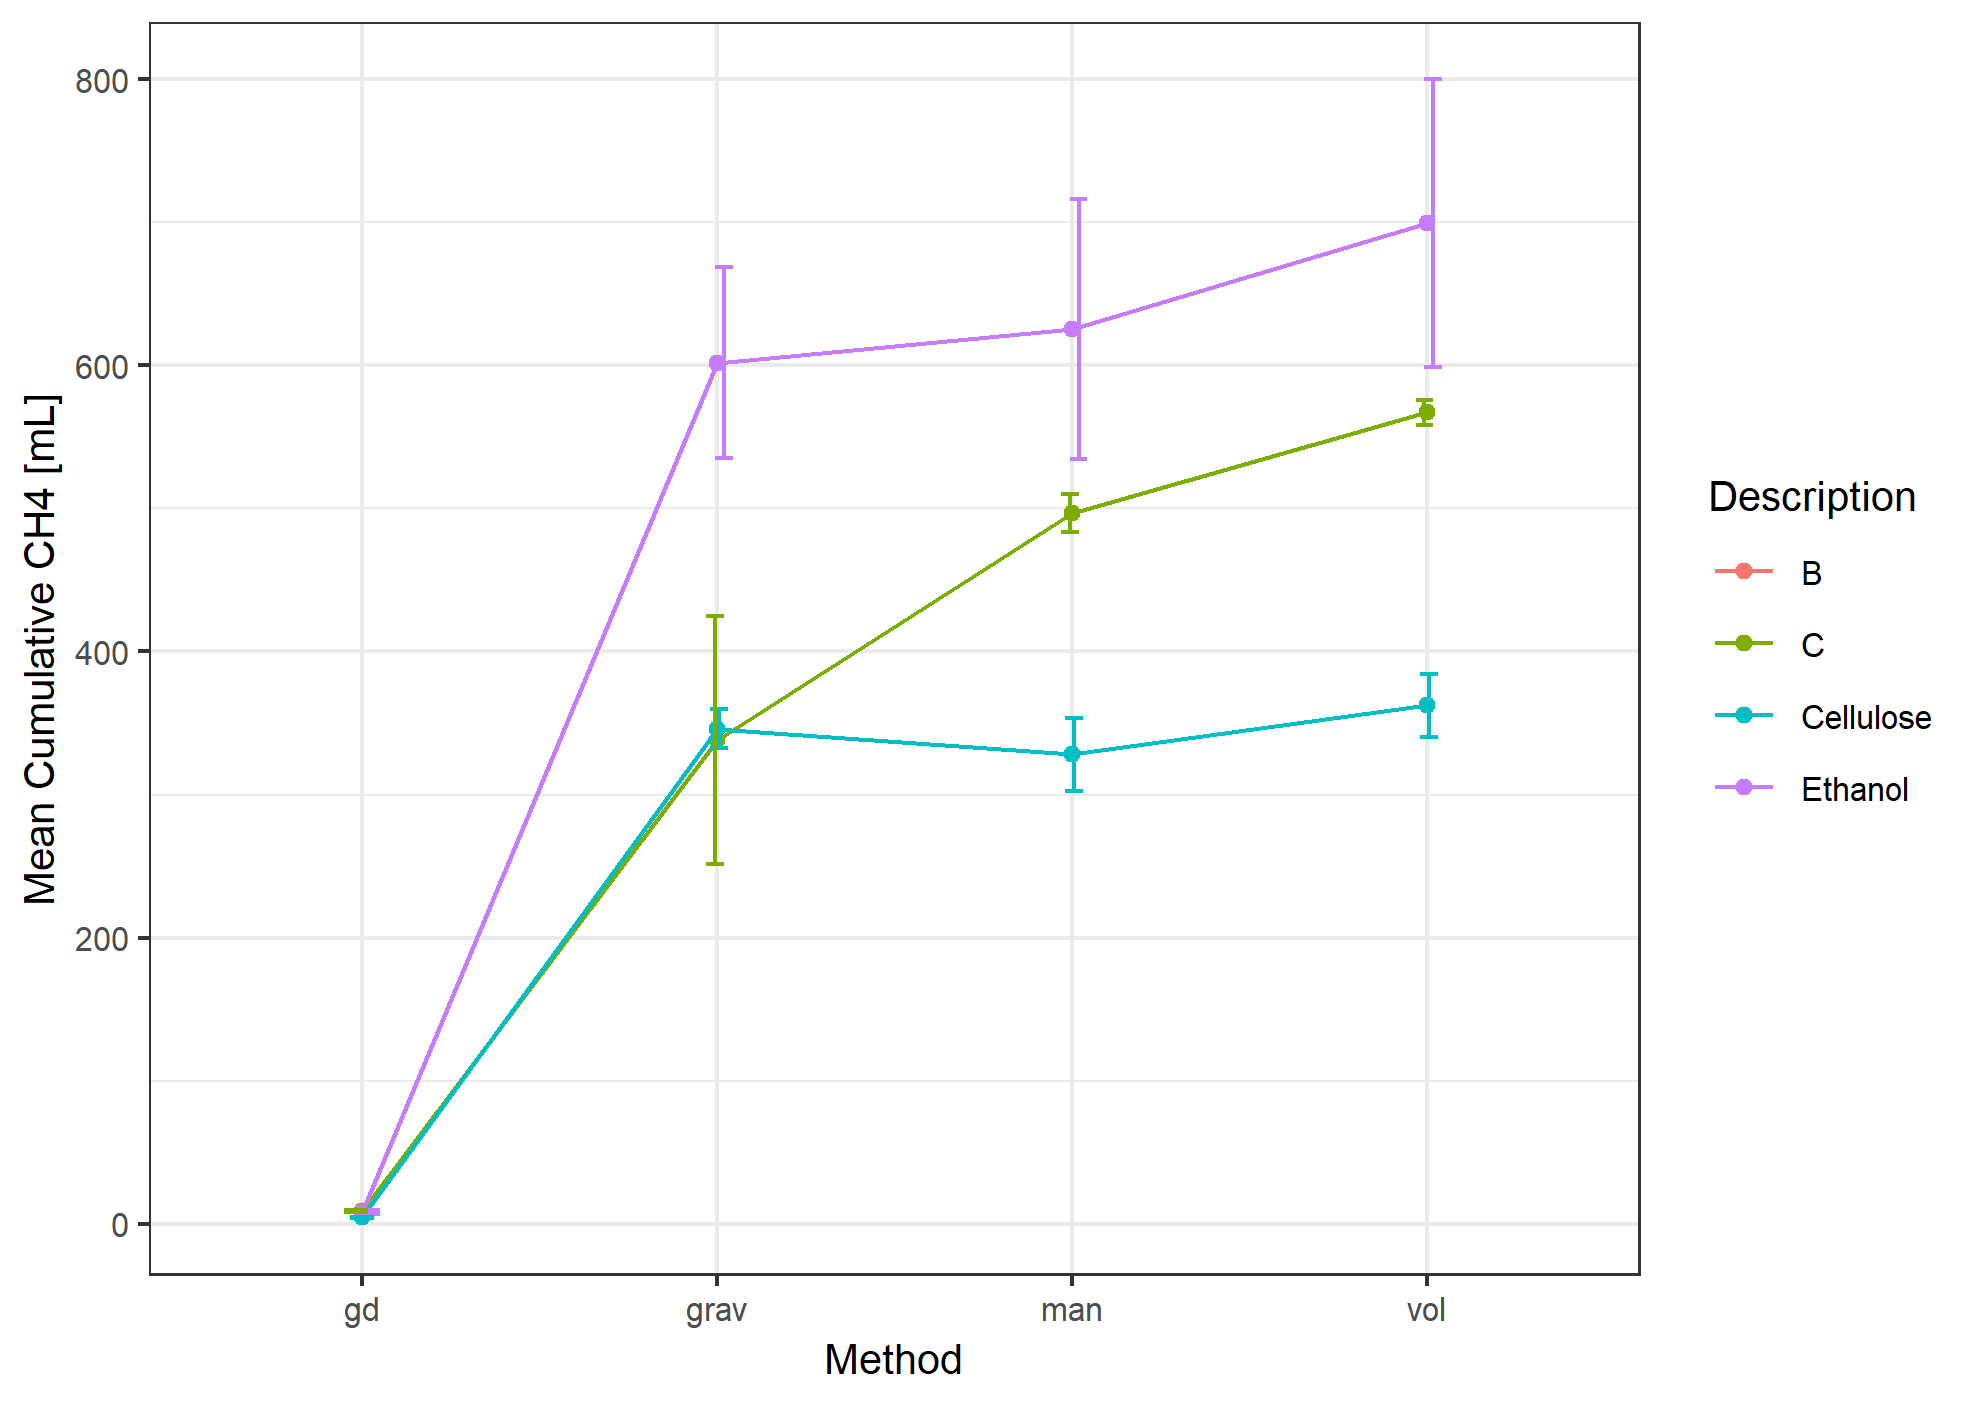 Mean Cumulative CH4 [mL]
800
600
400
200
0
gd grav man vol
Method
Description
B
C
Cellulose
Ethanol